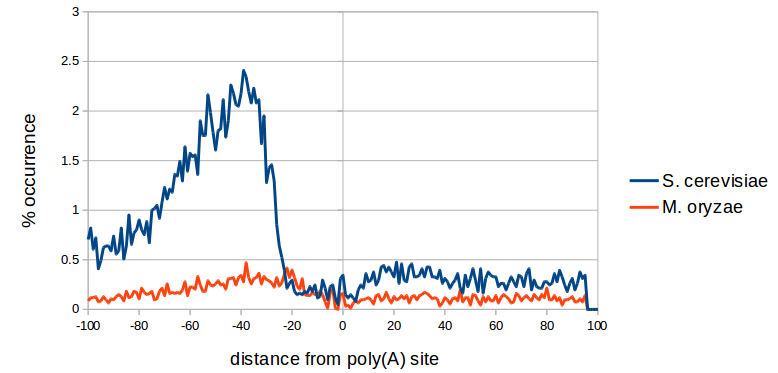 3
2.5
2
1.5
1
0.5
0
% occurrence
-100 -80 -60 -40 -20 0 20 40 60 80 100
distance from poly(A) site
S. cerevisiae
M. oryzae